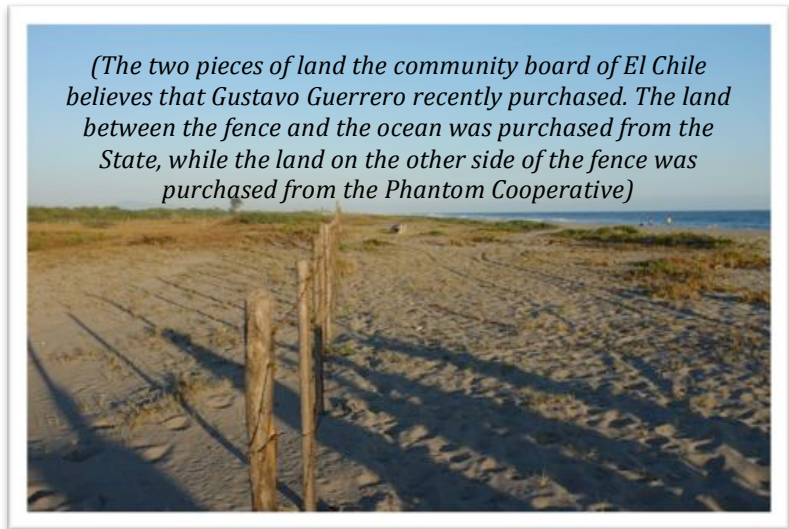 (The two pieces of land the community board of El Chile
believes that Gustavo Guerrero recently purchased. The land
between the fence and the ocean was purchased from the
State, while the land on the other side of the fence was
purchased from the Phantom Cooperative)